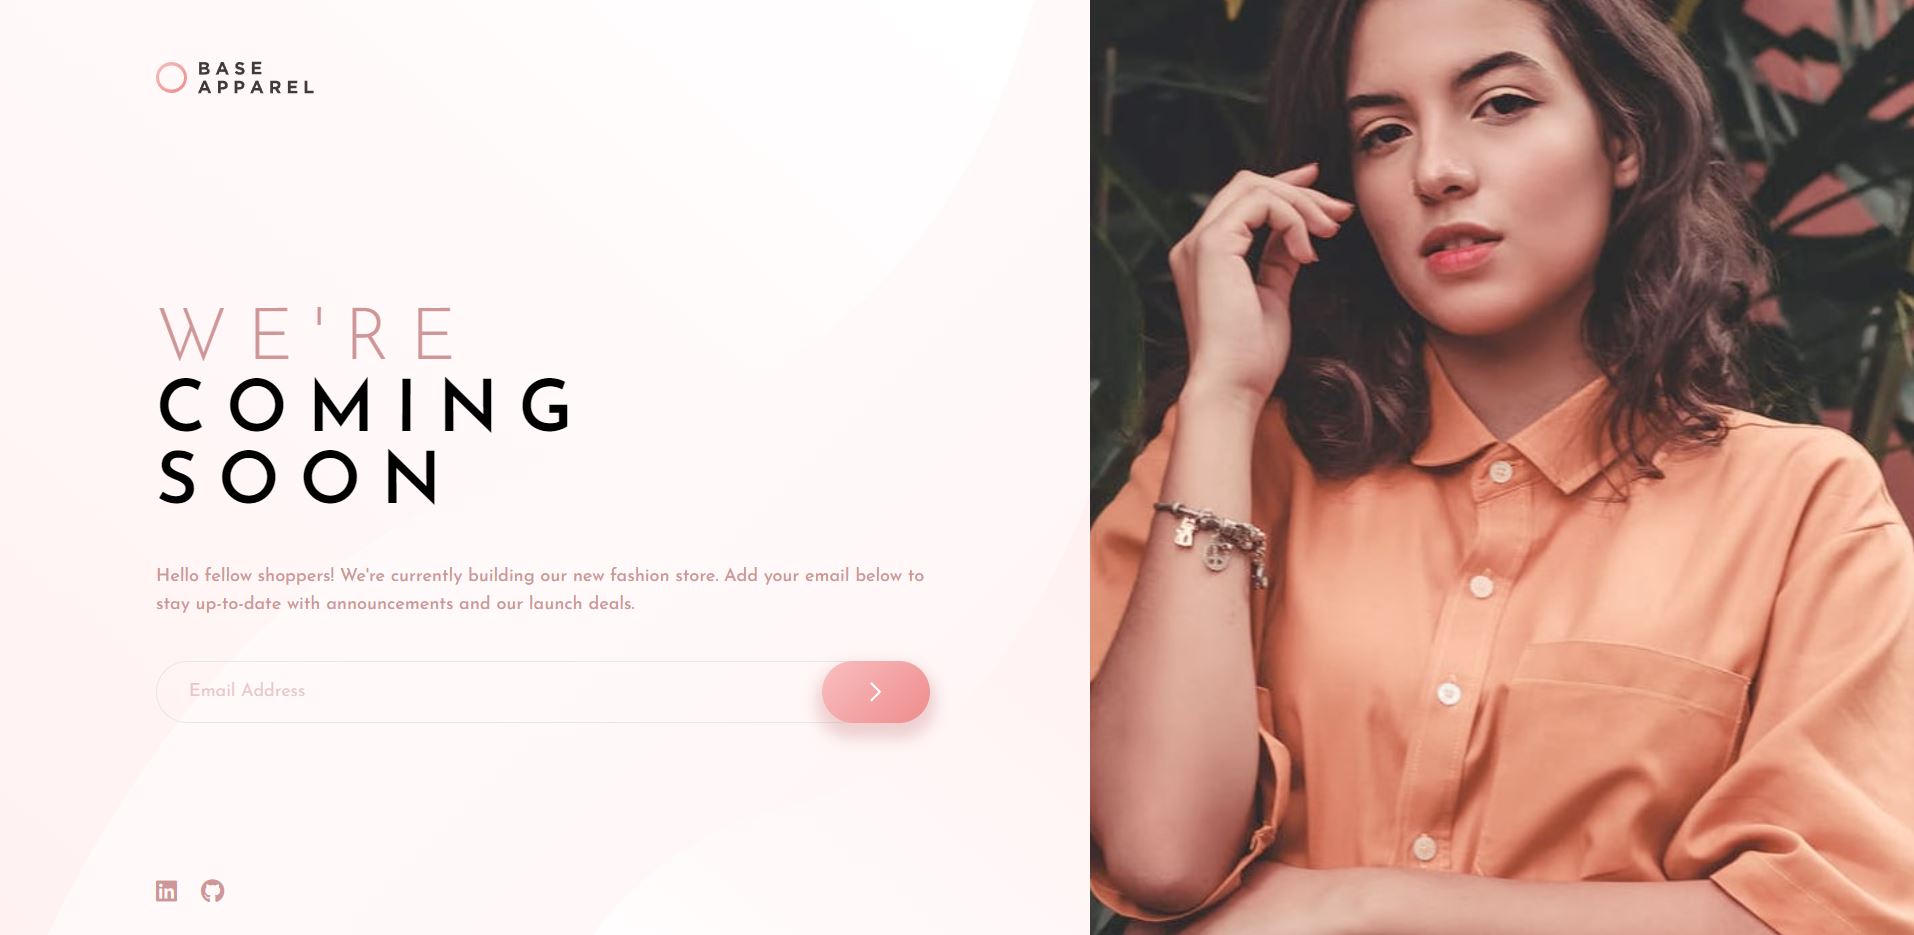 BASE
APPAREL
WE'RE
COMING
SOON
Hello fellow shoppers! We're currently building our new fashion store. Add your email below to
stay up-to-date with announcements and our launch deals.
Email Address
in